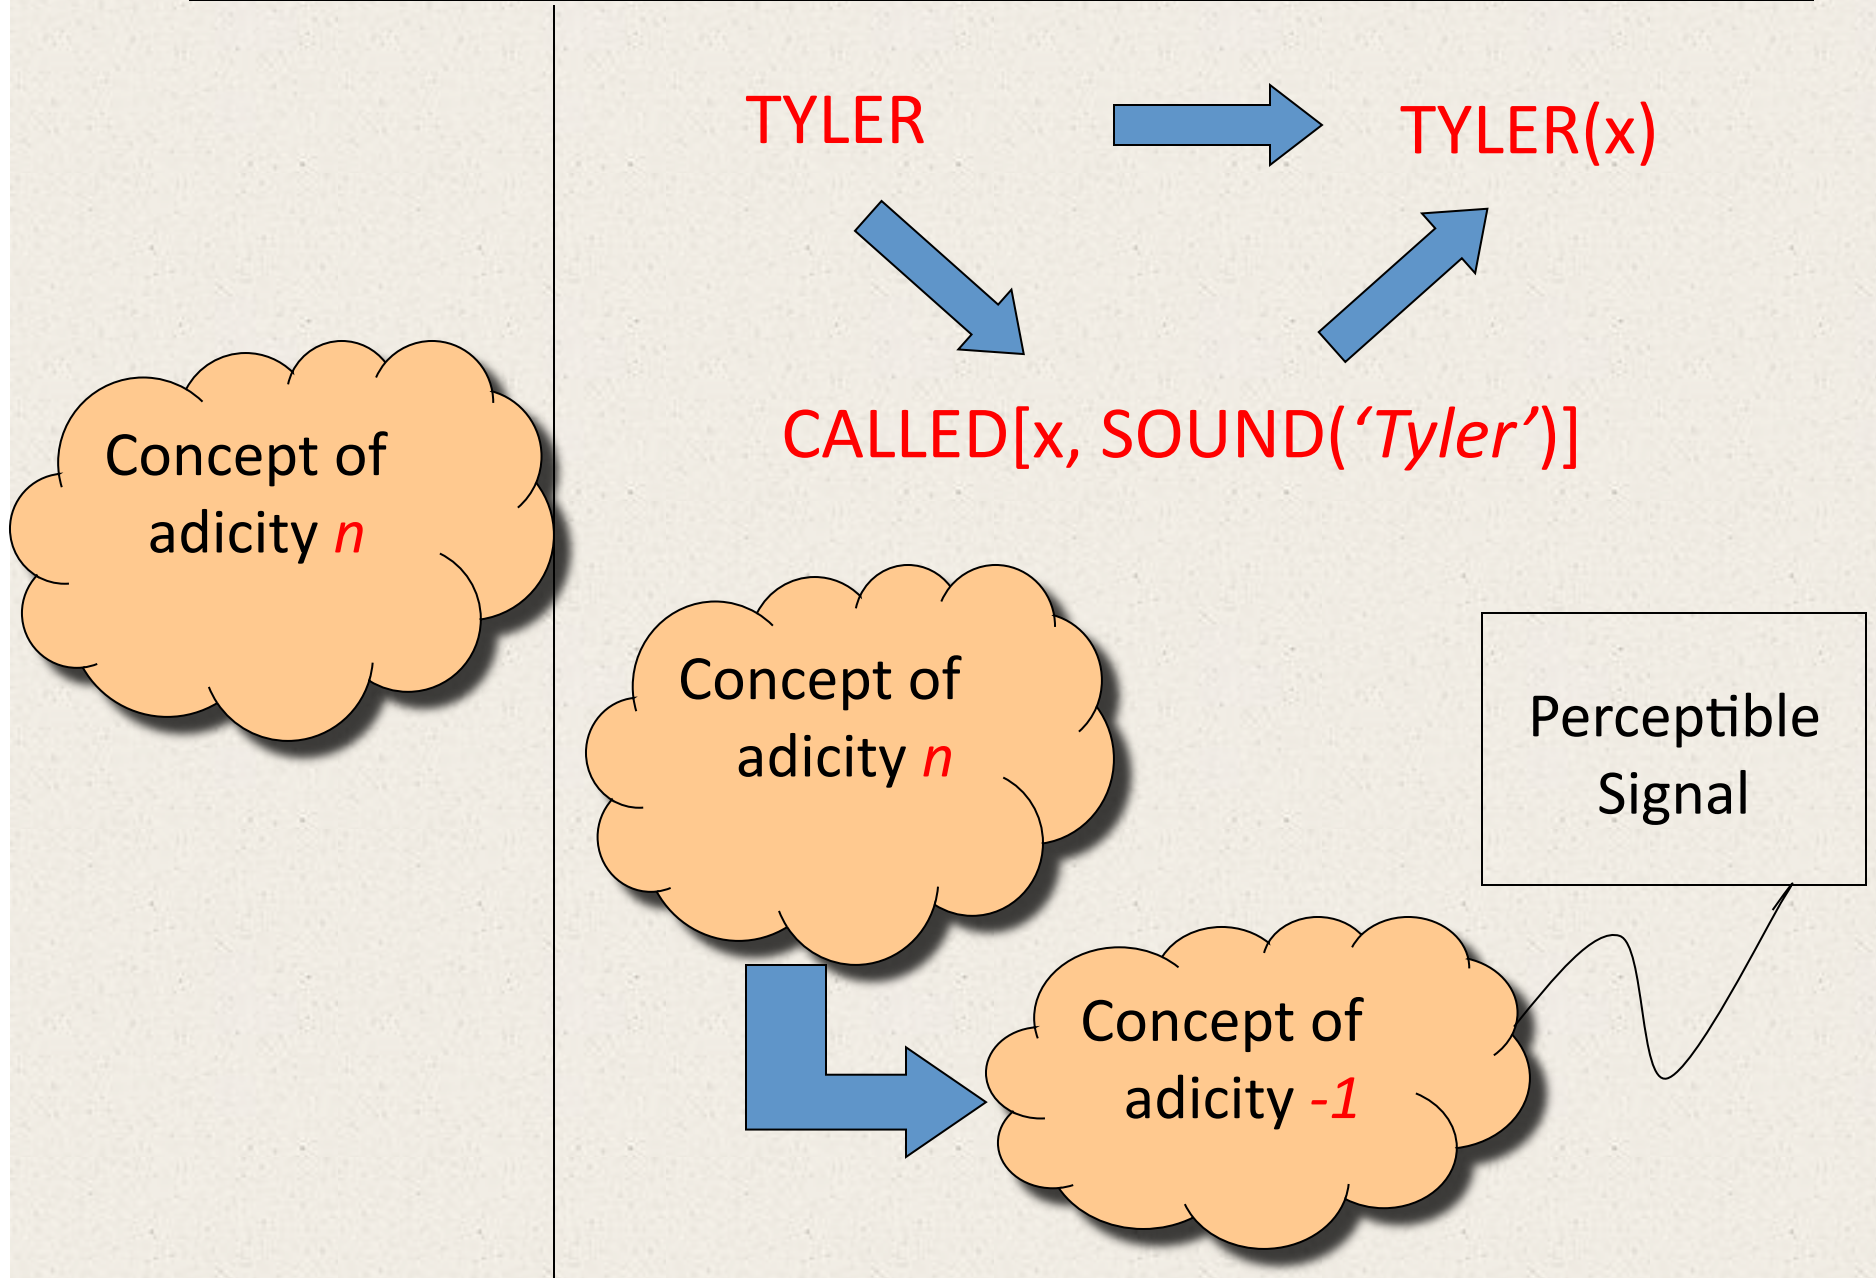 TYLER
TYLER(x)
CALLED[x, SOUND(‘Tyler’)]
Concept of
adicity n
Concept of
adicity n
Perceptible
Signal
Concept of
adicity -1